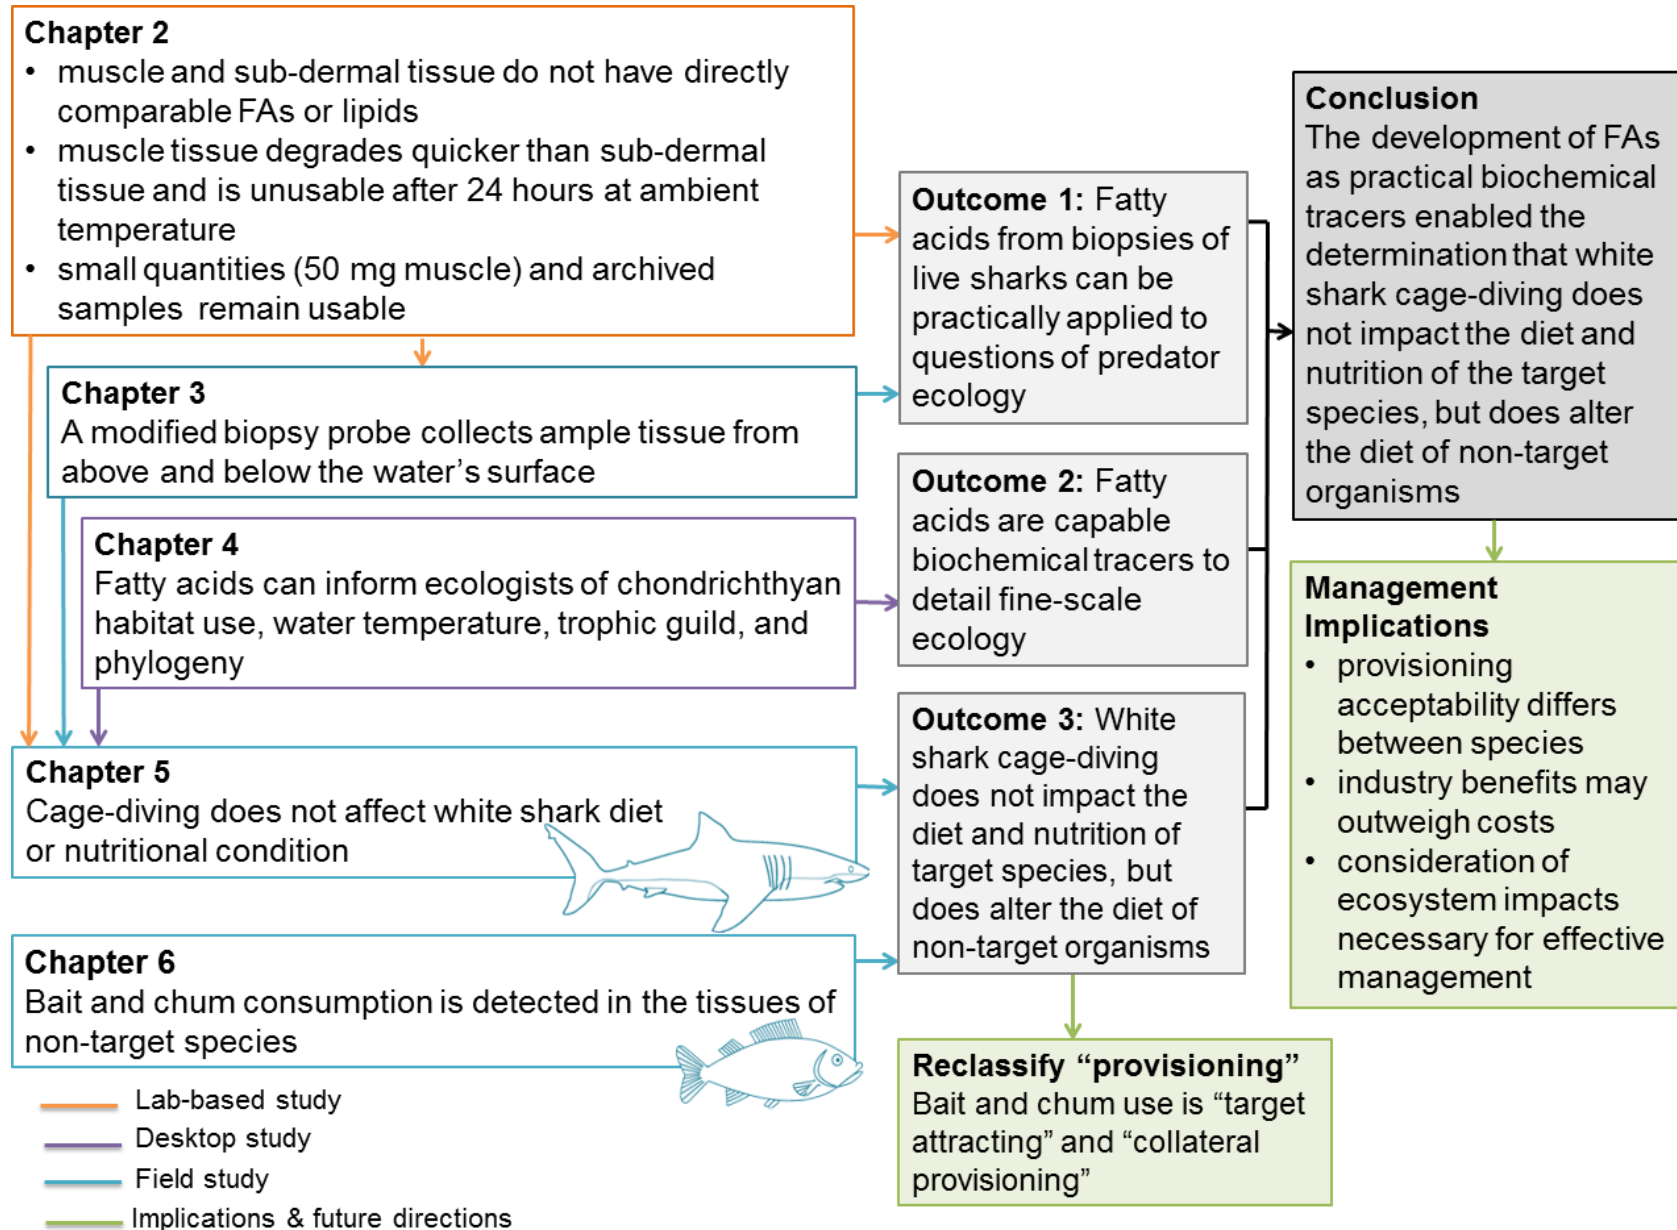 Chapter 2
• muscle and sub-dermal tissue do not have directly
comparable FAs or lipids
• muscle tissue degrades quicker than sub-dermal
tissue and is unusable after 24 hours at ambient
temperature
• small quantities (50 mg muscle) and archived
samples remain usable
Chapter 3
A modified biopsy probe collects ample tissue from
above and below the water’s surface
Chapter 4
Fatty acids can inform ecologists of chondrichthyan
habitat use, water temperature, trophic guild, and
phylogeny
Chapter 5
Cage-diving does not affect white shark diet
or nutritional condition
Chapter 6
Bait and chum consumption is detected in the tissues of
non-target species
Lab-based study
Desktop study
Field study
Implications & future directions
Outcome 1: Fatty
acids from biopsies of
live sharks can be
practically applied to
questions of predator
ecology
Outcome 2: Fatty
acids are capable
biochemical tracers to
detail fine-scale
ecology
Outcome 3: White
shark cage-diving
does not impact the
diet and nutrition of
target species, but
does alter the diet of
non-target organisms
Reclassify “provisioning”
Bait and chum use is “target
attracting” and “collateral
provisioning”
Conclusion
The development of FAs
as practical biochemical
tracers enabled the
determination that white
shark cage-diving does
not impact the diet and
nutrition of the target
species, but does alter
the diet of non-target
organisms
Management
Implications
• provisioning
acceptability differs
between species
• industry benefits may
outweigh costs
• consideration of
ecosystem impacts
necessary for effective
management